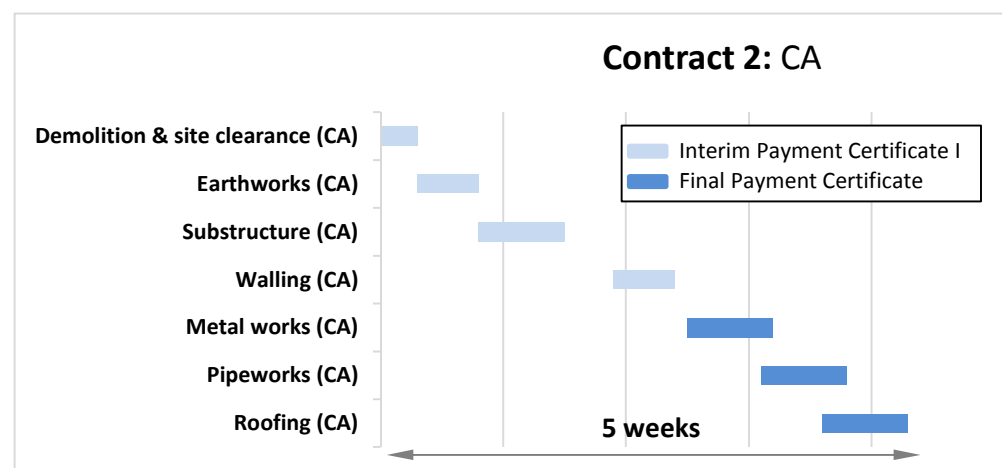 Contract 2: CA
Demolition & site clearance (CA)
Interim Payment Certificate I
Earthworks (CA)
Final Payment Certificate
Substructure (CA)
Walling (CA)
Metal works (CA)
Pipeworks (CA)
Roofing (CA)
5 weeks